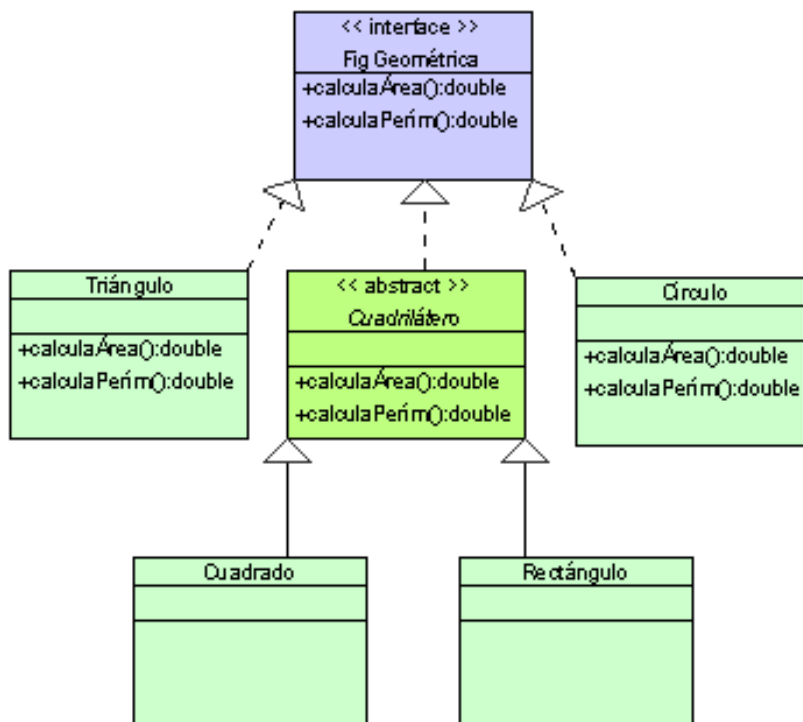 << interface >>
Fig Geométrica
+calculaÁrea():double
+calculaPerím():double
Triángulo
+calculaÁrea():double
+calculaPerím():double
<< abstract >>
Cuadrilátero
+calculaÁrea():double
+calculaPerím():double
Círculo
+calculaÁrea():double
+calculaPerím():double
Cuadrado
Rectángulo